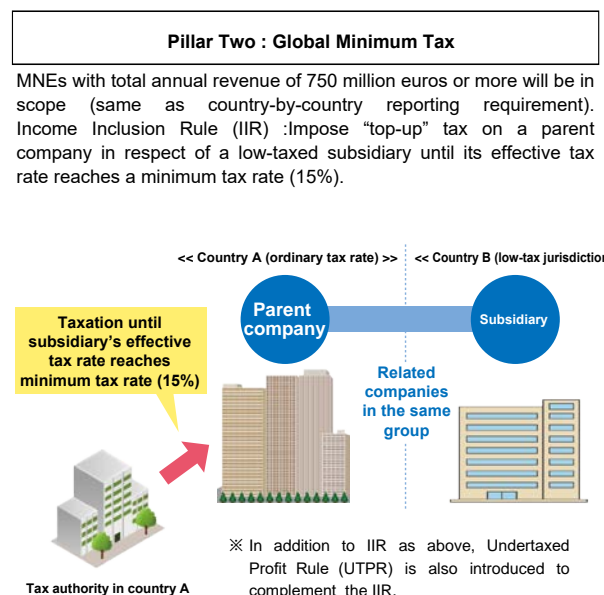 Pillar Two : Global Minimum Tax
MNEs with total annual revenue of 750 million euros or more will be in
scope (same as country-by-country reporting requirement).
Income Inclusion Rule (IIR) :Impose “top-up” tax on a parent
company in respect of a low-taxed subsidiary until its effective tax
rate reaches a minimum tax rate (15%).
<< Country A (ordinary tax rate) >>
<< Country B (low-tax jurisdiction
Parent
company
Subsidiary
Taxation until
subsidiary’s effective
tax rate reaches
minimum tax rate (15%)
Related
companies
in the same
group
Tax authority in country A
※ In addition to IIR as above, Undertaxed
Profit Rule (UTPR) is also introduced to
complement the IIR.